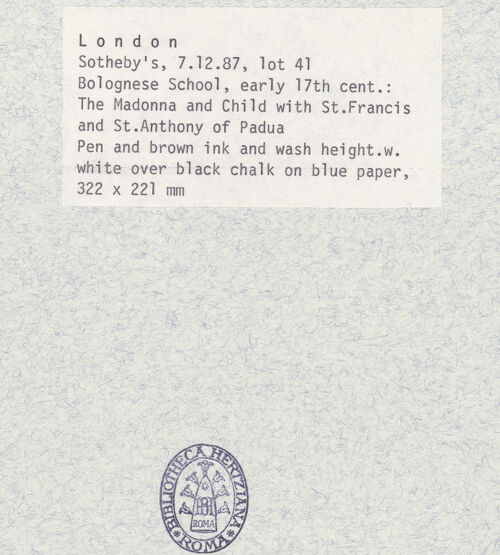 London
Sotheby's, 7.12.87, lot 41
Bolognese School, early 17th cent.:
The Madonna and Child with St.Francis
and St.Anthony of Padua
Pen and brown ink and wash height.w.
white over black chalk on blue paper,
322 x 221 mm
*BIBLIOTHECA HERTZIANA*
ROMA
ROMA